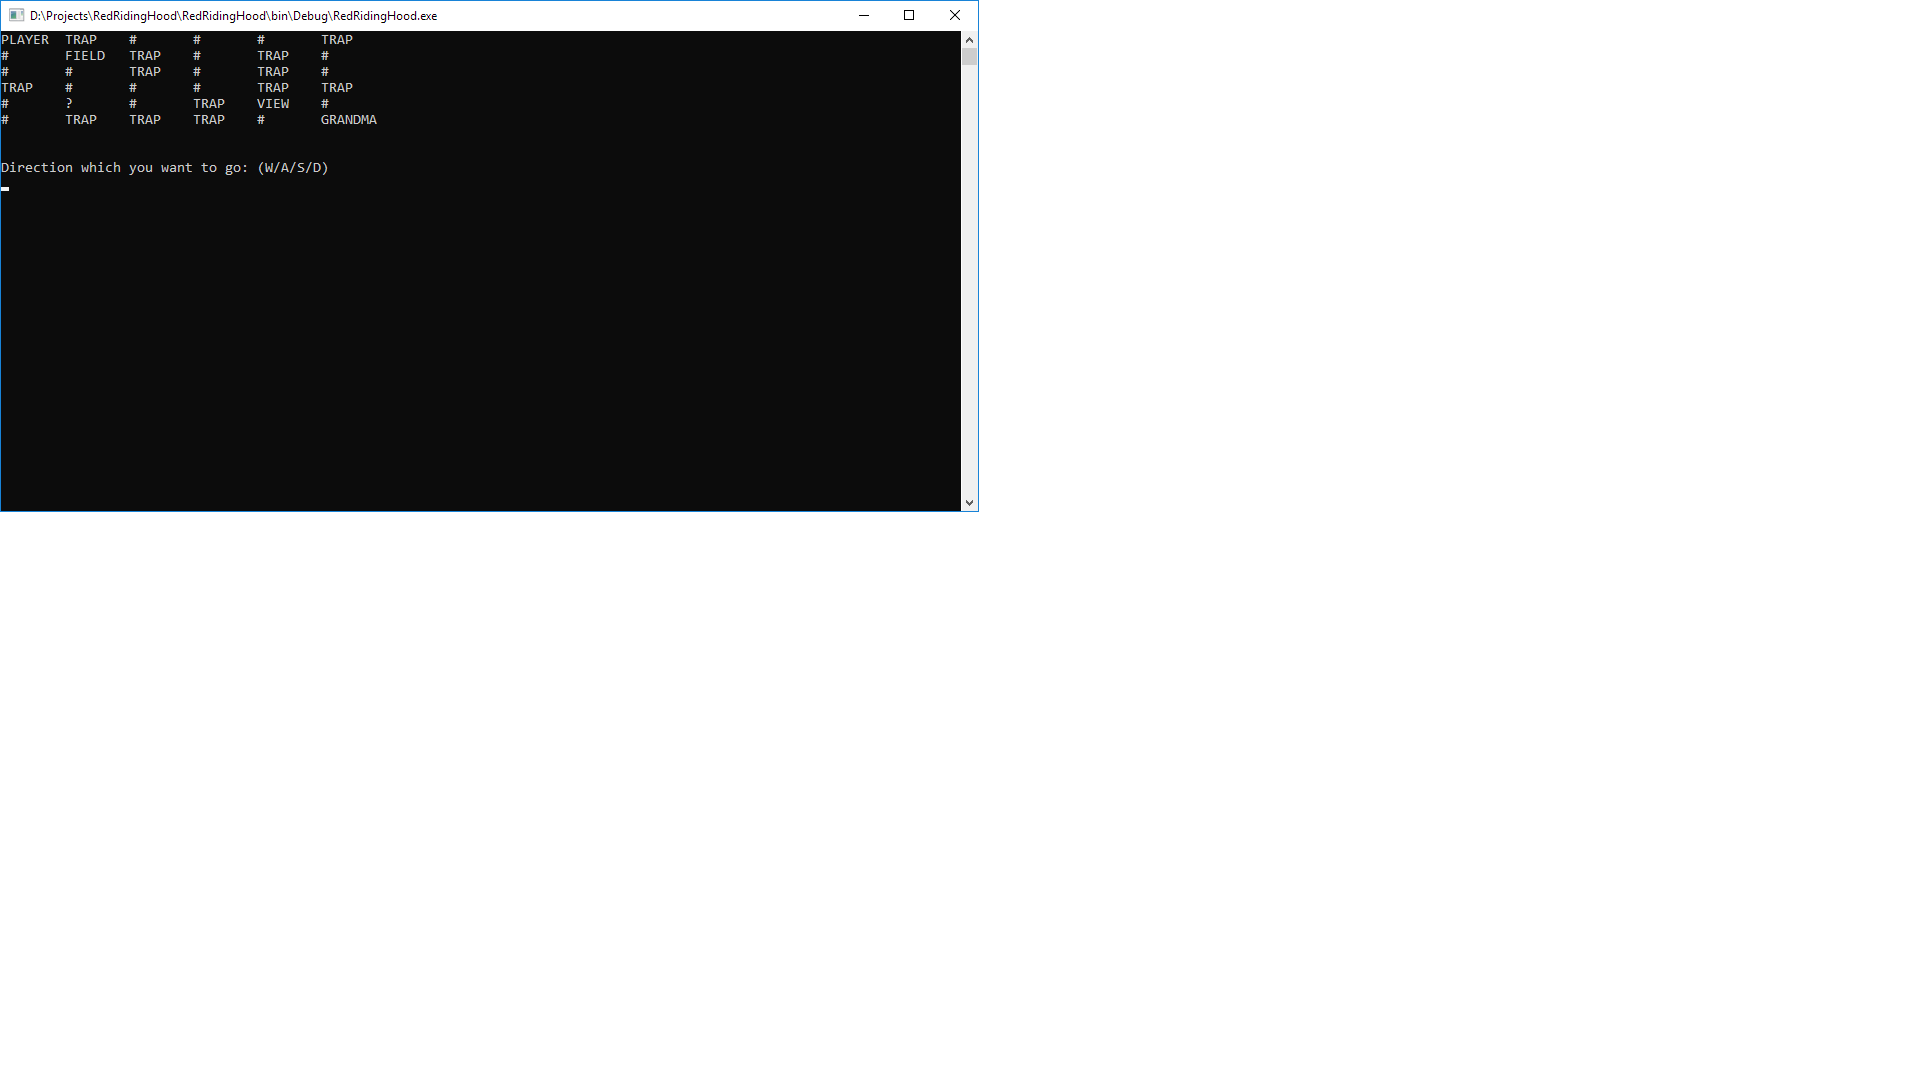 D:\Projects\RedRidingHood\RedRidingHood\bin\Debug\RedRidingHood.exe
PLAYER TRAP # # # TRAP
# FIELD TRAP # TRAP #
# # TRAP # TRAP #
TRAP # # # TRAP TRAP
# ? # TRAP VIEW #
# TRAP TRAP TRAP # GRANDMA
Direction which you want to go: (W/A/S/D)